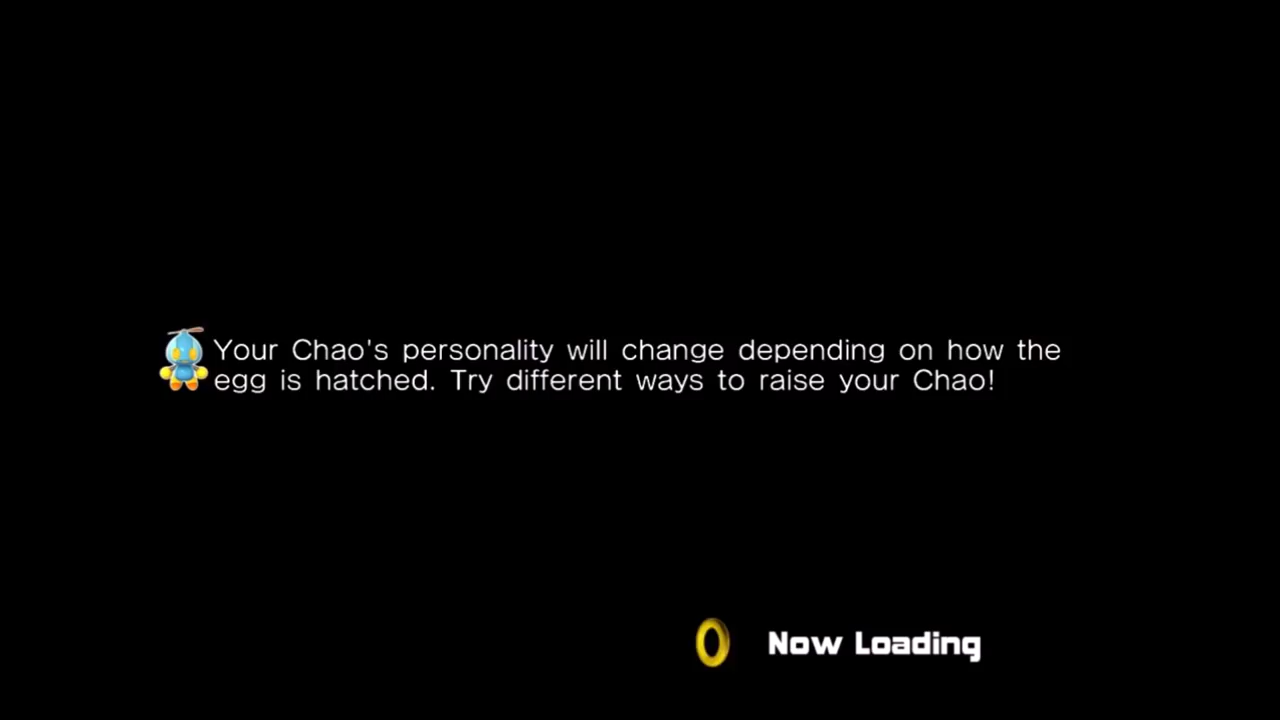 Your Chao's personality will change depending on how the
egg is hatched. Try different ways to raise your Chao!
Now Loading